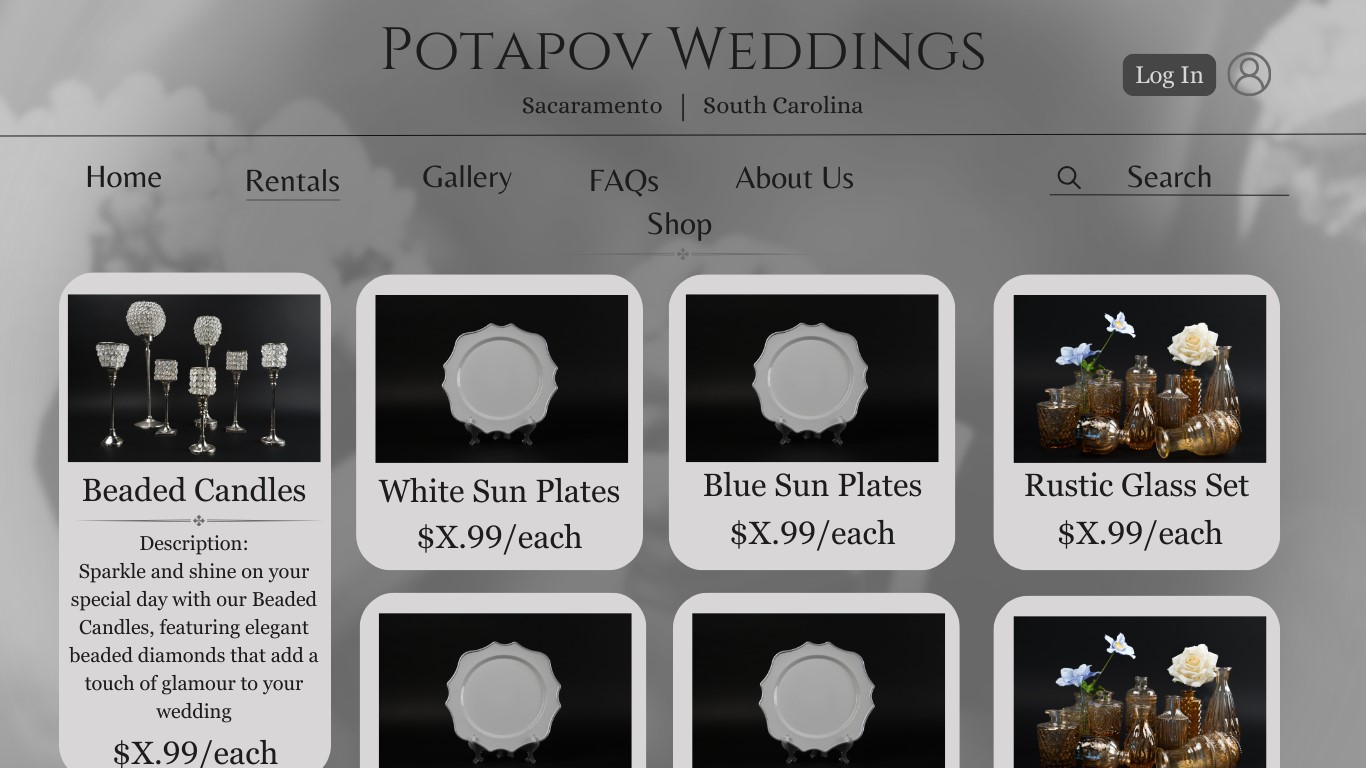 Potapov Weddings
Sacaramento | South Carolina
Log In
Home
Rentals
Gallery
FAQs
About Us
Search
Shop
Beaded Candles
Description:
Sparkle and shine on your
special day with our Beaded
Candles, featuring elegant
beaded diamonds that add a
touch of glamour to your
wedding
$X.99/each
White Sun Plates
$X.99/each
Blue Sun Plates
$X.99/each
Rustic Glass Set
$X.99/each